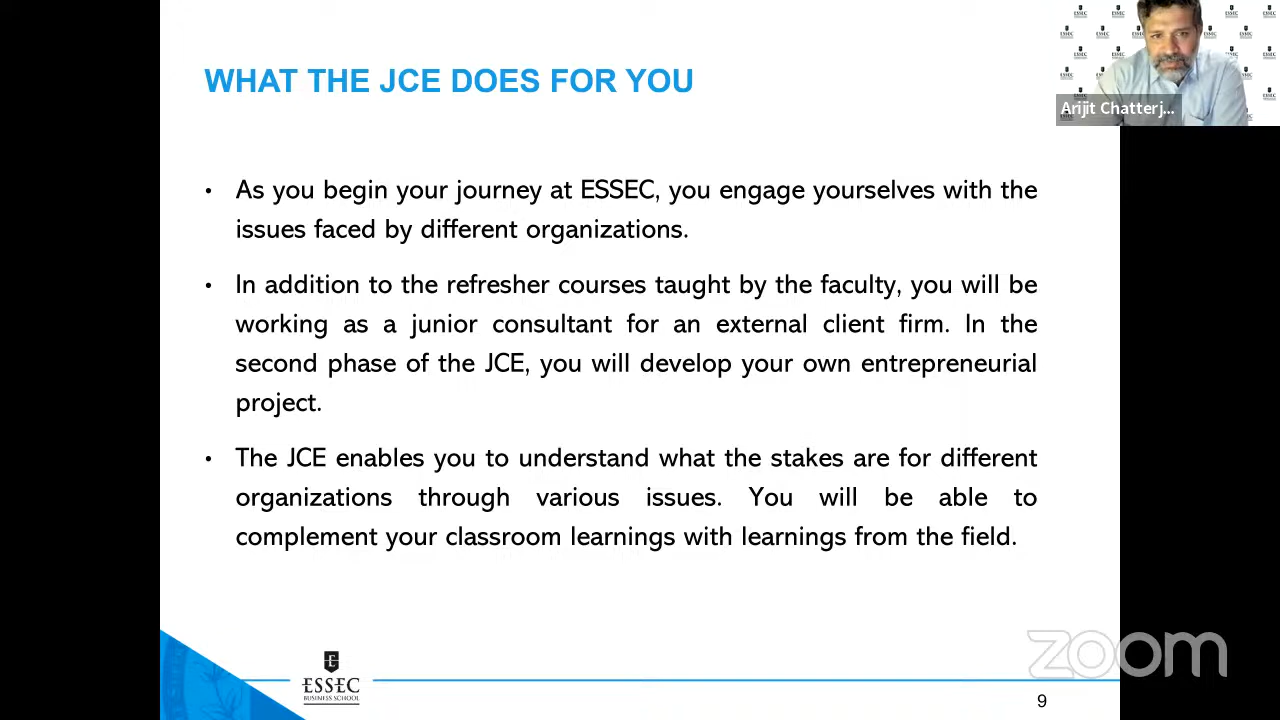 WHAT THE JCE DOES FOR YOU
Arijit Chatterj...
• As you begin your journey at ESSEC, you engage yourselves with the
issues faced by different organizations.
• In addition to the refresher courses taught by the faculty, you will be
working as a junior consultant for an external client firm. In the
second phase of the JCE, you will develop your own entrepreneurial
project.
• The JCE enables you to understand what the stakes are for different
organizations through various issues. You will be able to
complement your classroom learnings with learnings from the field.
zoom
ESSEC
BUSINESS SCHOOL
9